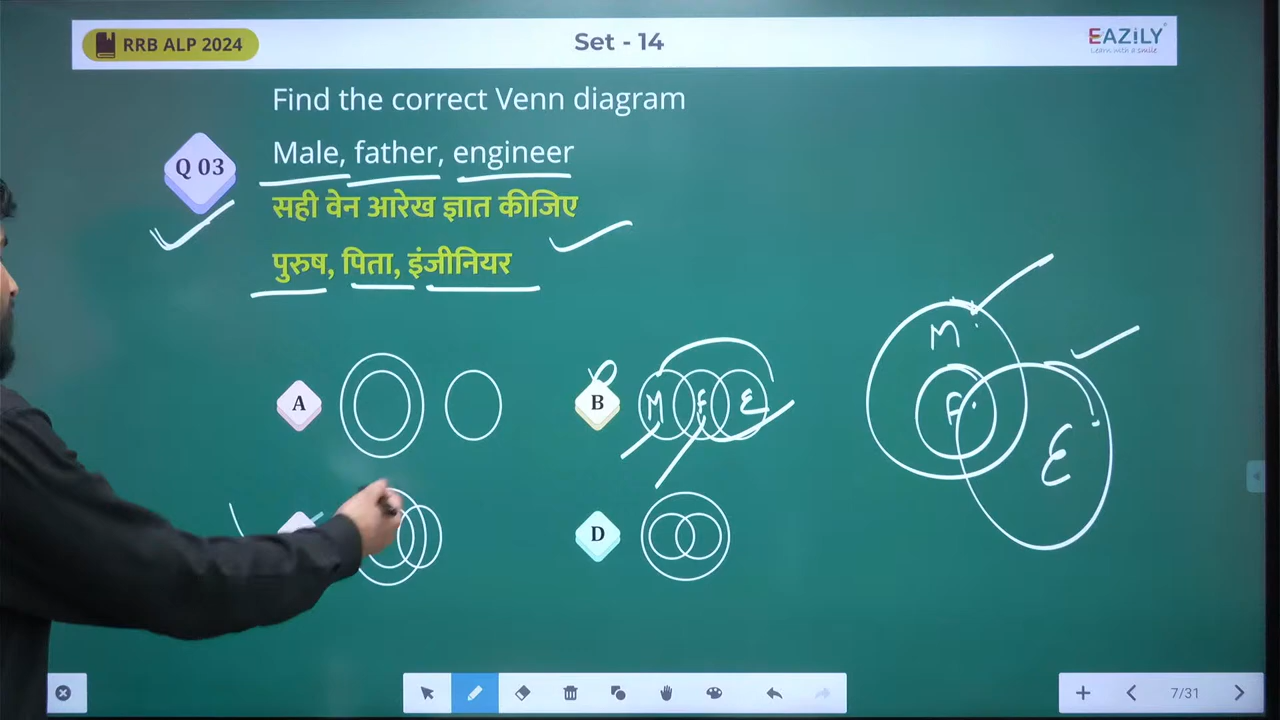 RRB ALP 2024
Set - 14
EAZILY
Learn with a smile
Find the correct Venn diagram
Q 03
Male, father, engineer
सही वेन आरेख ज्ञात कीजिए
पुरुष, पिता, इंजीनियर
M
F
E
A
B
M F E
D
7/31